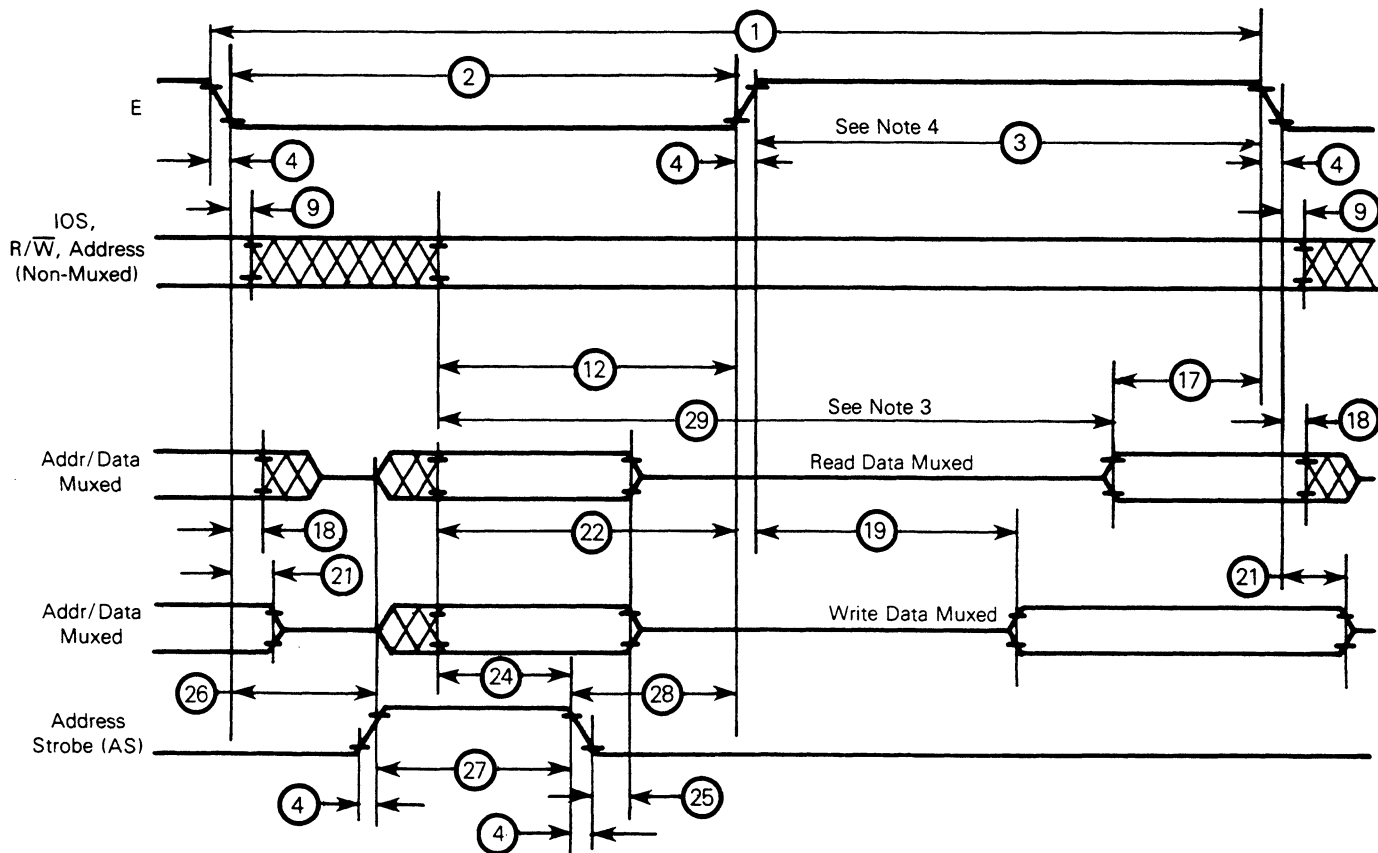 1
2
E
See Note 4
3
4
4
4
9
9
IOS,
R/W̅, Address
(Non-Muxed)
12
17
29
See Note 3
18
Addr/Data
Muxed
Read Data Muxed
18
22
19
21
21
Addr/Data
Muxed
Write Data Muxed
24
26
28
Address
Strobe (AS)
27
4
25
4